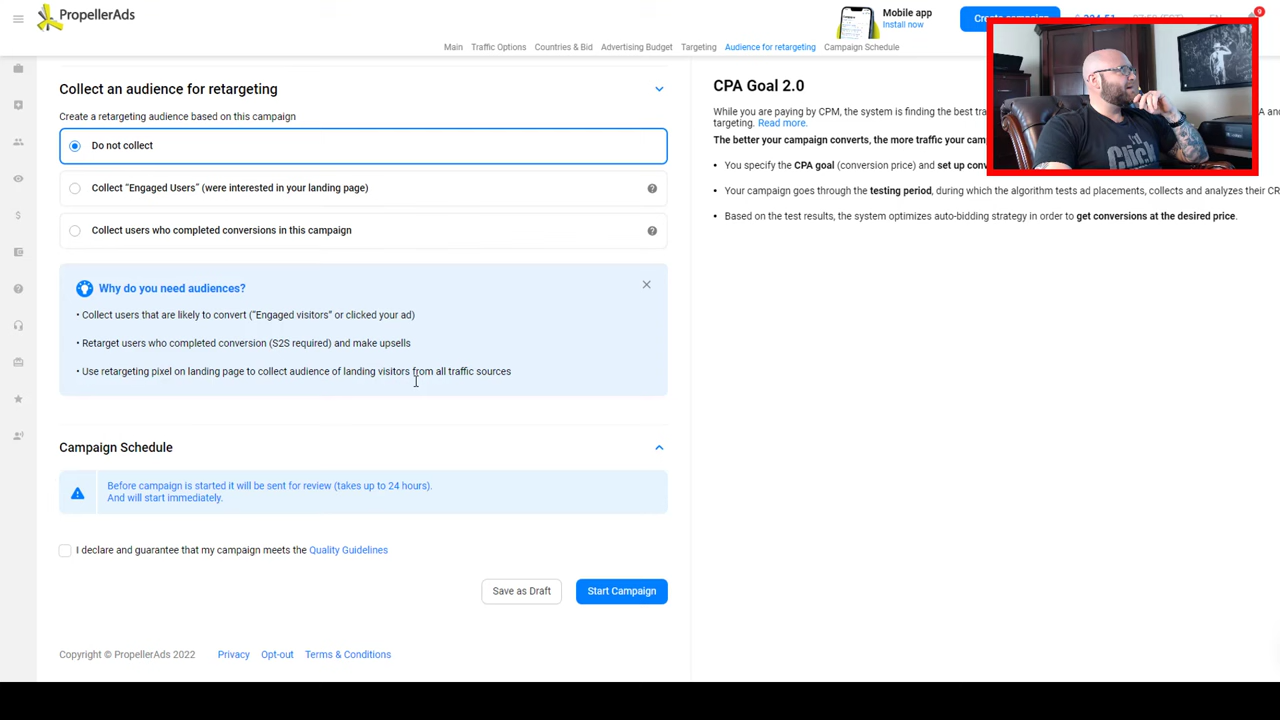 PropellerAds
Mobile app
Install now
9
EN
Main Traffic Options Countries & Bid Advertising Budget Targeting Audience for retargeting Campaign Schedule
Collect an audience for retargeting
Create a retargeting audience based on this campaign
Do not collect
Collect "Engaged Users" (were interested in your landing page)
Collect users who completed conversions in this campaign
Why do you need audiences?
• Collect users that are likely to convert ("Engaged visitors" or clicked your ad)
• Retarget users who completed conversion (S2S required) and make upsells
• Use retargeting pixel on landing page to collect audience of landing visitors from all traffic sources
Campaign Schedule
Before campaign is started it will be sent for review (takes up to 24 hours).
And will start immediately.
I declare and guarantee that my campaign meets the Quality Guidelines
Save as Draft Start Campaign
Copyright © PropellerAds 2022 Privacy Opt-out Terms & Conditions
CPA Goal 2.0
While you are paying by CPM, the system is finding the best
targeting. Read more.
The better your campaign converts, the more traffic your
• You specify the CPA goal (conversion price) and set up
• Your campaign goes through the testing period, during which the algorithm tests ad placements, collects and analyzes their
• Based on the test results, the system optimizes auto-bidding strategy in order to get conversions at the desired price.
Click